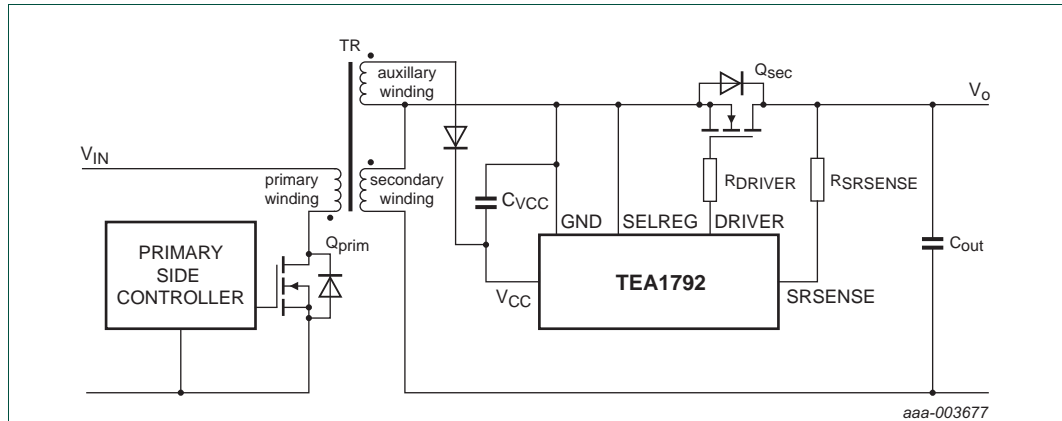 TR
auxillary
winding
Qsec
Vo
VIN
primary
winding
secondary
winding
CVCC
RDRIVER
RSRSENSE
GND
SELREG
DRIVER
Cout
Qprim
PRIMARY
SIDE
CONTROLLER
TEA1792
VCC
SRSENSE
aaa-003677